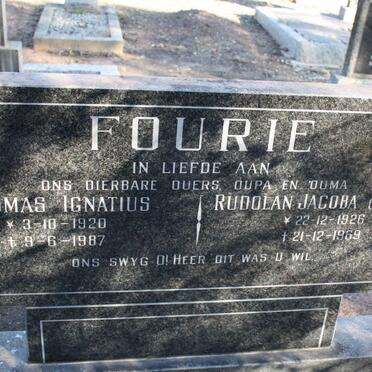 FOURIE
IN LIEFDE AAN
ONS DIERBARE OUERS, OUPA EN OUMA
OMAS IGNATIUS
* 3-10-1920
† 9-6-1987
RUDOLAN JACOBA (
* 22-12-1926
† 21-12-1969
ONS SWYG O! HEER DIT WAS U WIL.